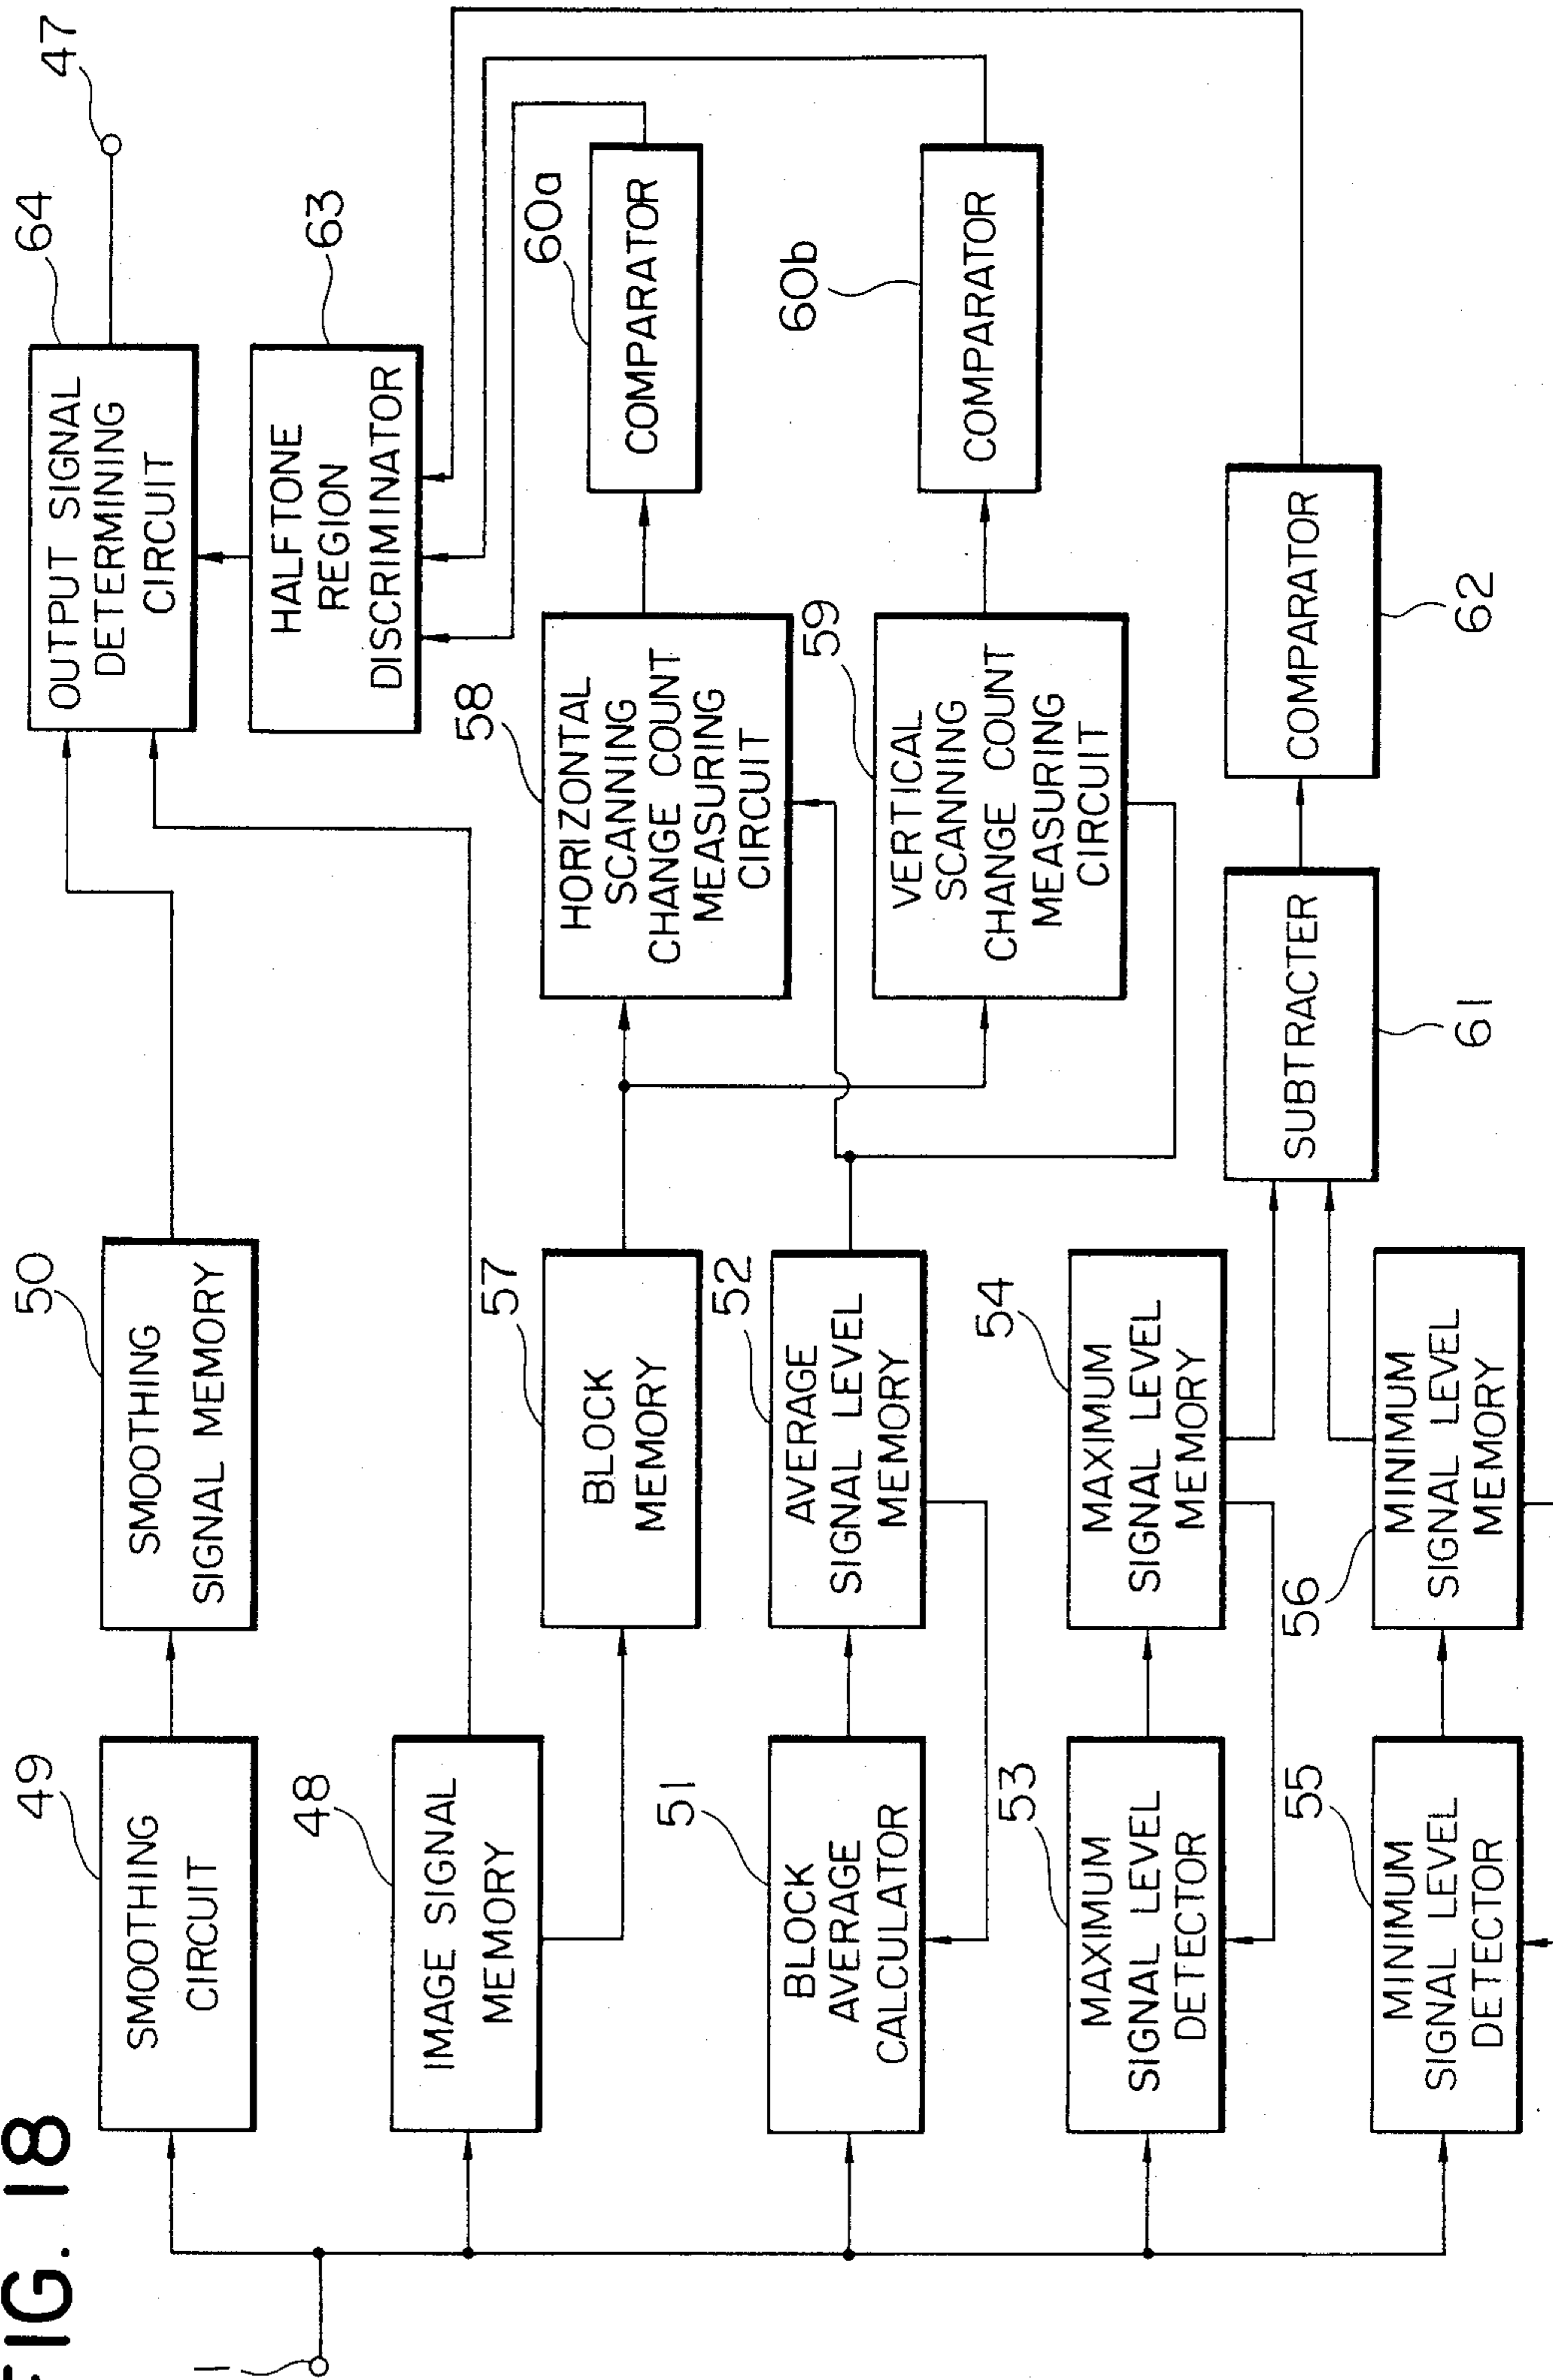 FIG. 18
1
49
SMOOTHING
CIRCUIT
50
SMOOTHING
SIGNAL MEMORY
64
OUTPUT SIGNAL
DETERMINING
CIRCUIT
47
48
IMAGE SIGNAL
MEMORY
63
HALFTONE
REGION
DISCRIMINATOR
57
BLOCK
MEMORY
58
HORIZONTAL
SCANNING
CHANGE COUNT
MEASURING
CIRCUIT
60a
COMPARATOR
51
BLOCK
AVERAGE
CALCULATOR
52
AVERAGE
SIGNAL LEVEL
MEMORY
59
VERTICAL
SCANNING
CHANGE COUNT
MEASURING
CIRCUIT
60b
COMPARATOR
53
MAXIMUM
SIGNAL LEVEL
DETECTOR
54
MAXIMUM
SIGNAL LEVEL
MEMORY
SUBTRACTER
61
COMPARATOR
62
55
MINIMUM
SIGNAL LEVEL
DETECTOR
56
MINIMUM
SIGNAL LEVEL
MEMORY